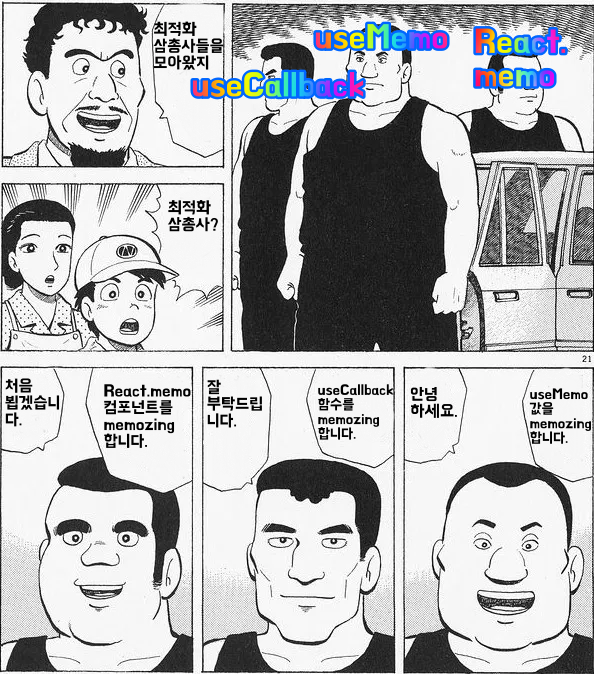 최적화
삼총사들을
모아왔지
useMemo
useCallback
React.
memo
최적화
삼총사?
21
처음
뵙겠습니
다.
React.memo
컴포넌트를
memozing
합니다.
잘
부탁드립
니다.
useCallback
함수를
memozing
합니다.
안녕
하세요.
useMemo
값을
memozing
합니다.